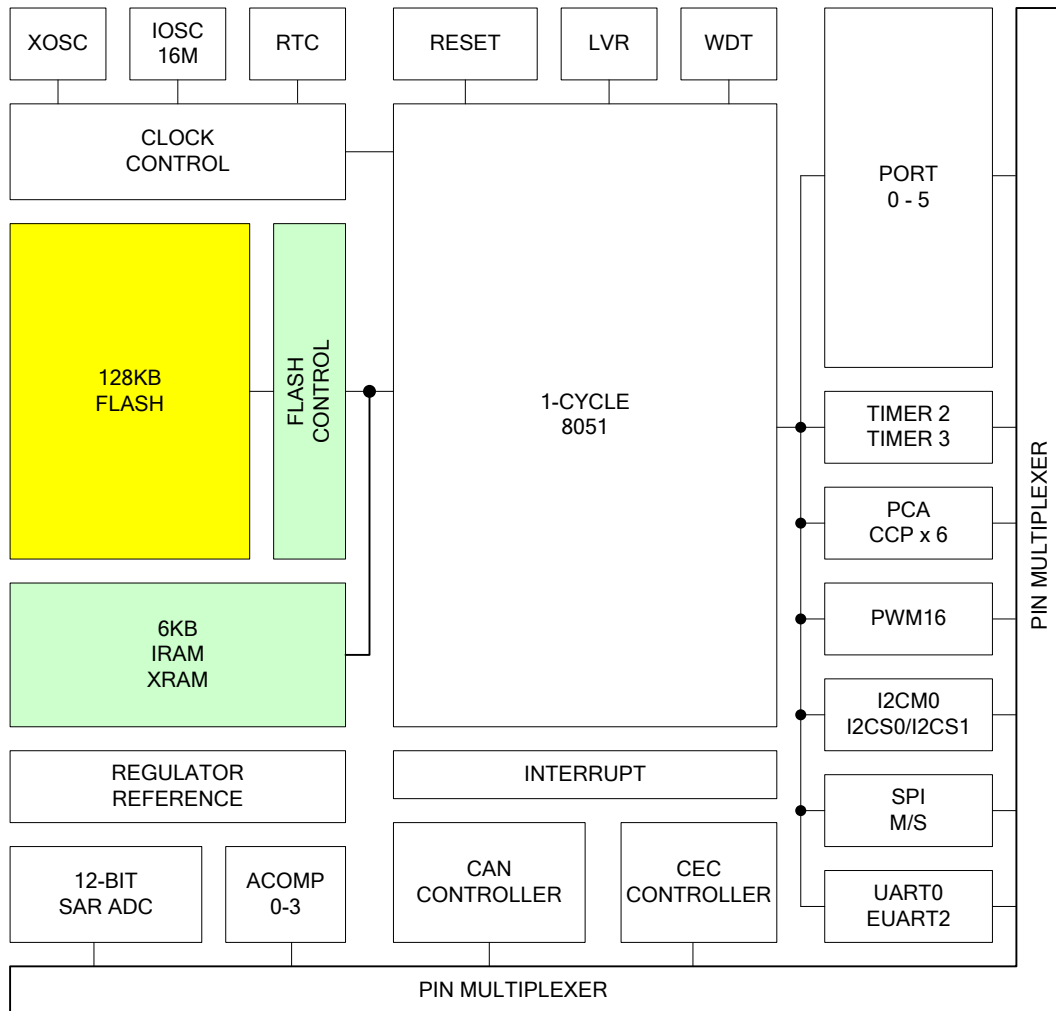 XOSC
IOSC
16M
RTC
RESET
LVR
WDT
CLOCK
CONTROL
PORT
0 - 5
128KB
FLASH
FLASH
CONTROL
1-CYCLE
8051
TIMER 2
TIMER 3
PCA
CCP x 6
PWM16
PIN MULTIPLEXER
6KB
IRAM
XRAM
I2CM0
I2CS0/I2CS1
REGULATOR
REFERENCE
INTERRUPT
SPI
M/S
12-BIT
SAR ADC
ACOMP
0-3
CAN
CONTROLLER
CEC
CONTROLLER
UART0
EUART2
PIN MULTIPLEXER